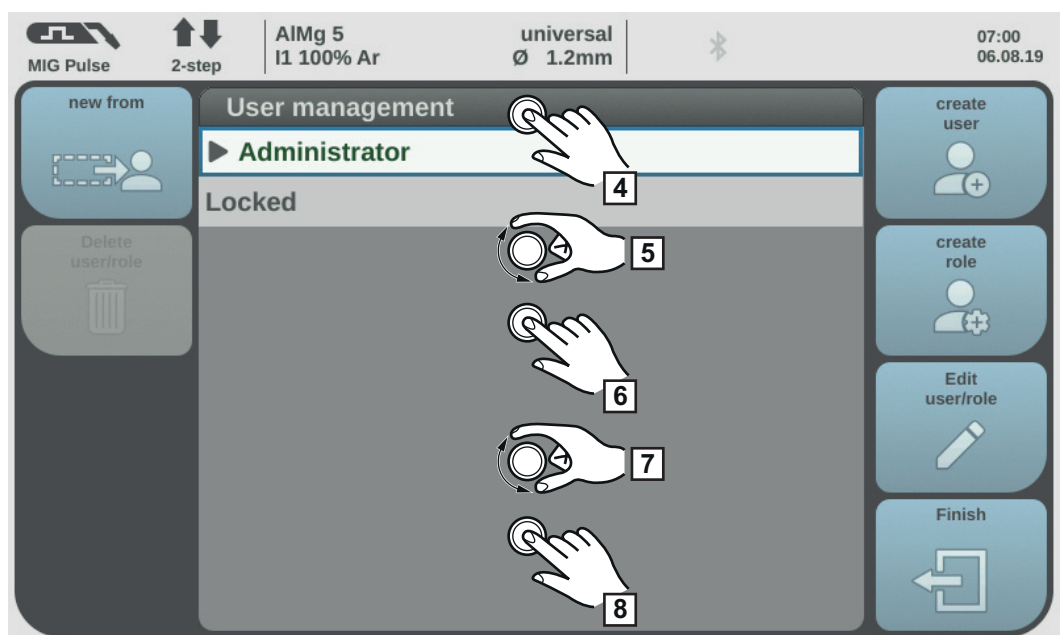 MIG Pulse
2-step
AlMg 5
I1 100% Ar
universal
Ø 1.2mm
07:00
06.08.19
new from
User management
Administrator
Locked
Delete
user/role
create
user
create
role
Edit
user/role
Finish
4
5
6
7
8